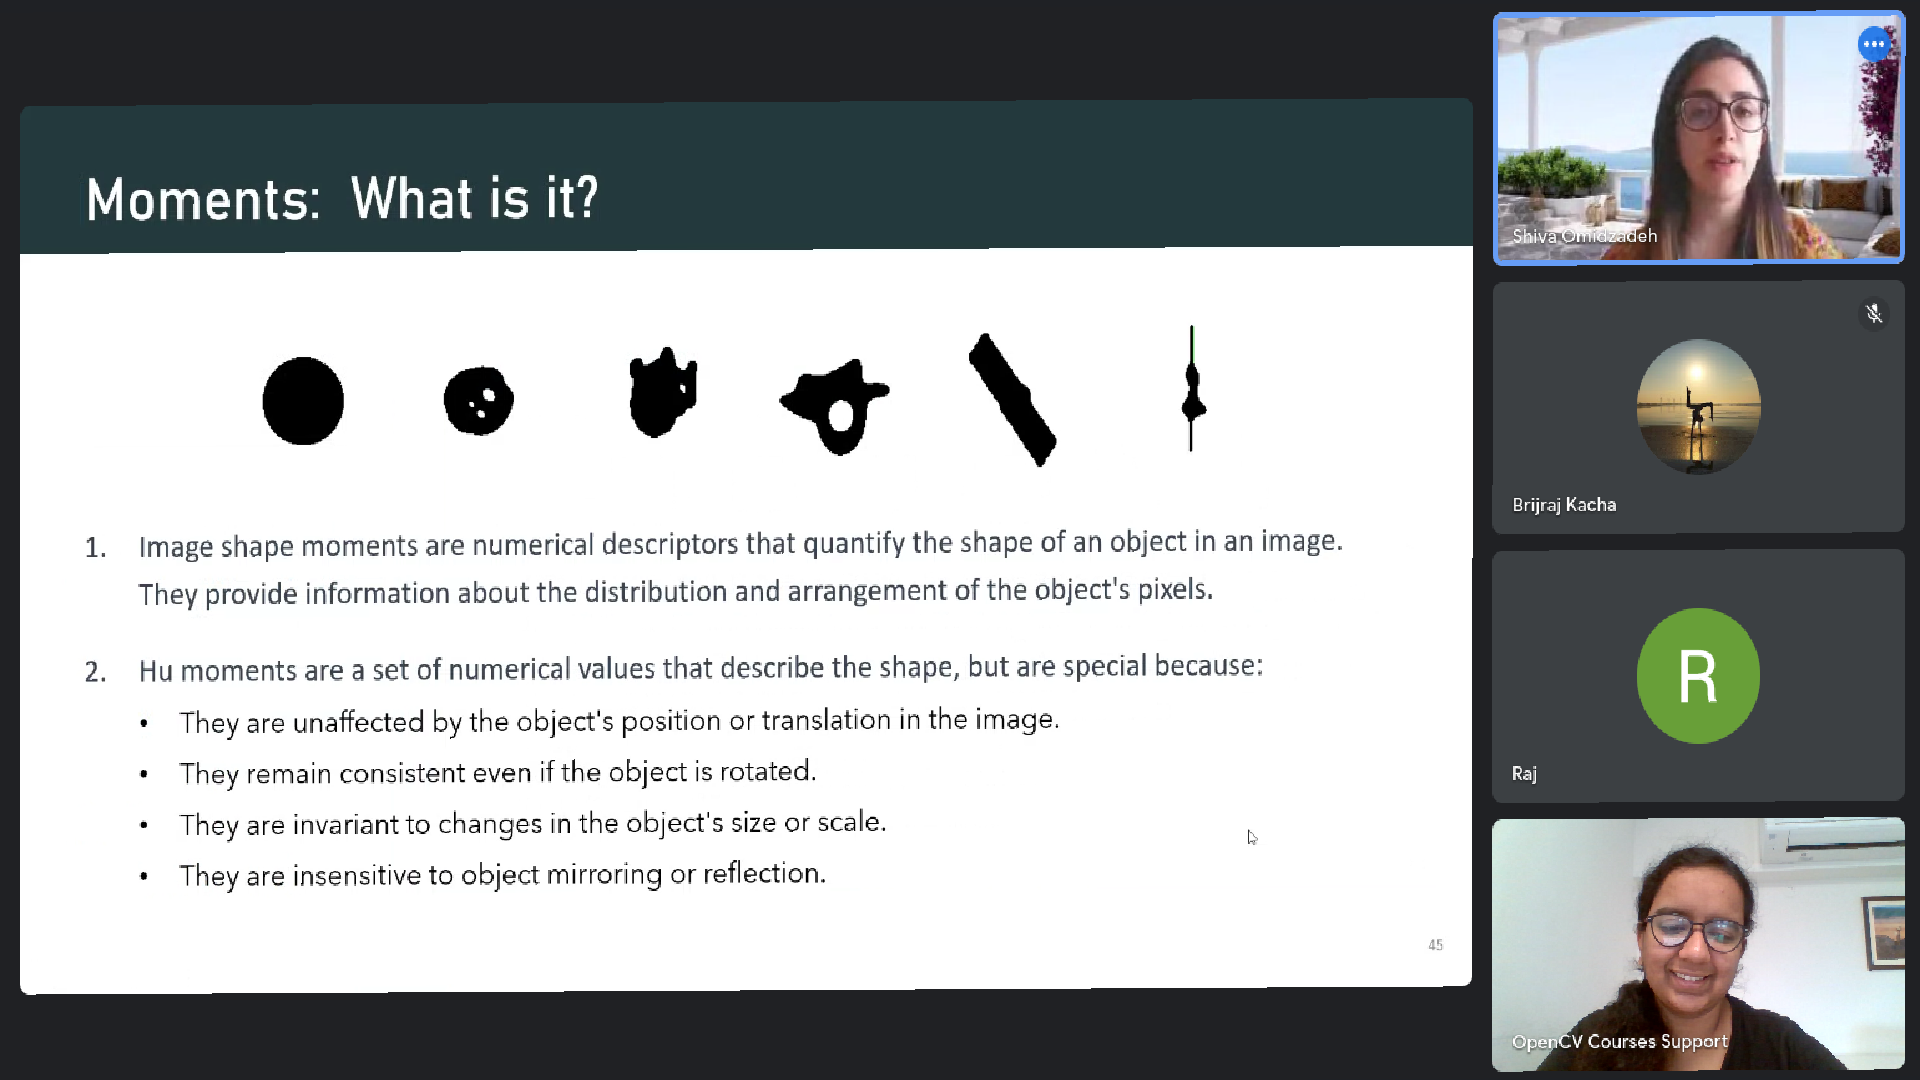 Moments: What is it?
1. Image shape moments are numerical descriptors that quantify the shape of an object in an image.
They provide information about the distribution and arrangement of the object's pixels.
2. Hu moments are a set of numerical values that describe the shape, but are special because:
• They are unaffected by the object's position or translation in the image.
• They remain consistent even if the object is rotated.
• They are invariant to changes in the object's size or scale.
• They are insensitive to object mirroring or reflection.
45
Shiva Omidzadeh
Brijraj Kacha
R
Raj
OpenCV Courses Support